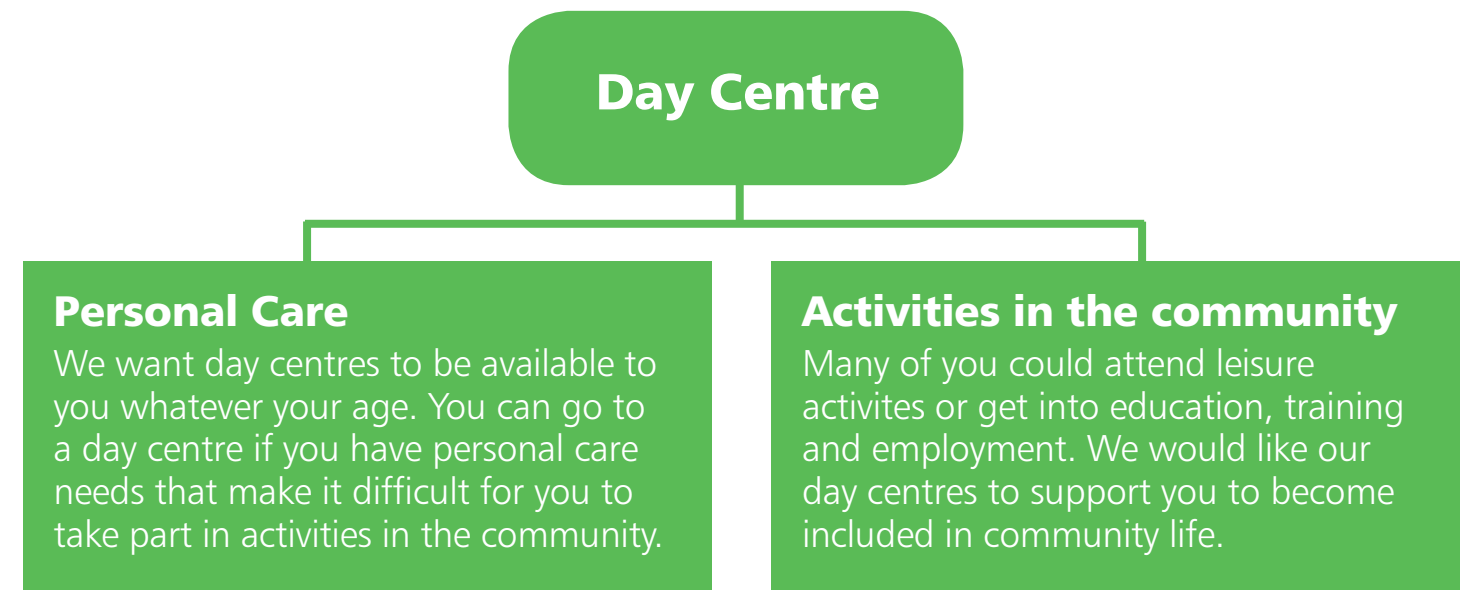 Day Centre
Personal Care
We want day centres to be available to
you whatever your age. You can go to
a day centre if you have personal care
needs that make it difficult for you to
take part in activities in the community.
Activities in the community
Many of you could attend leisure
activites or get into education, training
and employment. We would like our
day centres to support you to become
included in community life.